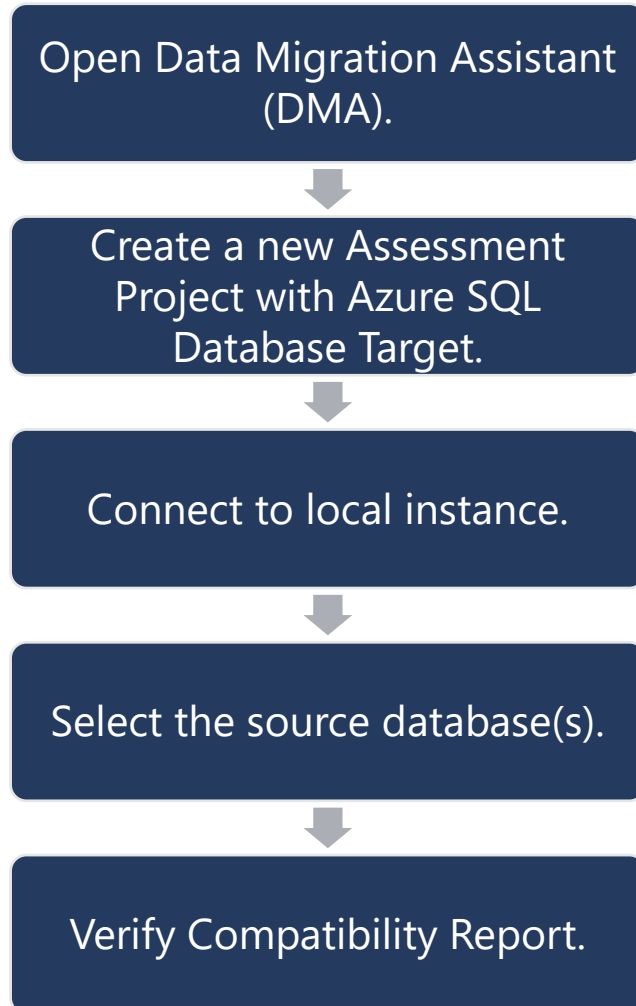 Open Data Migration Assistant
(DMA).
Create a new Assessment
Project with Azure SQL
Database Target.
Connect to local instance.
Select the source database(s).
Verify Compatibility Report.